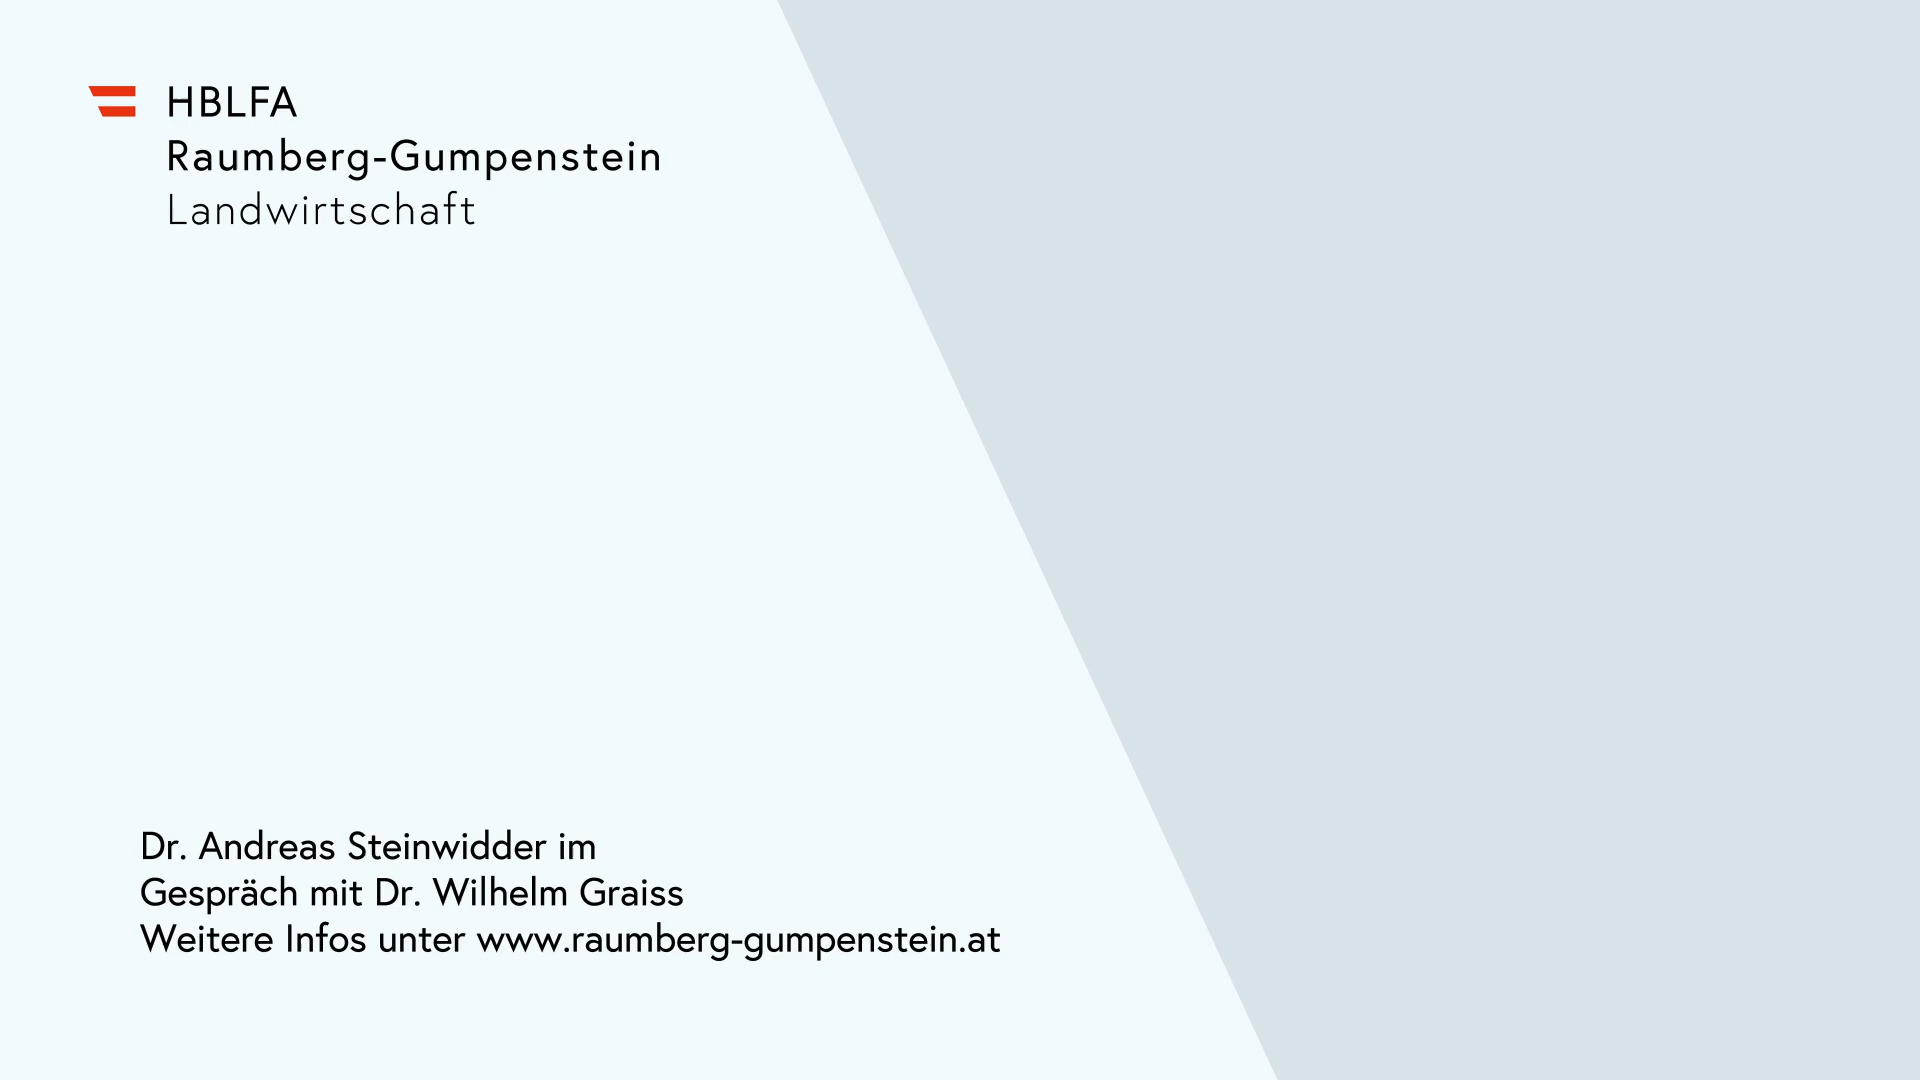 HBLFA
Raumberg-Gumpenstein
Landwirtschaft
Dr. Andreas Steinwidder im
Gespräch mit Dr. Wilhelm Graiss
Weitere Infos unter www.raumberg-gumpenstein.at